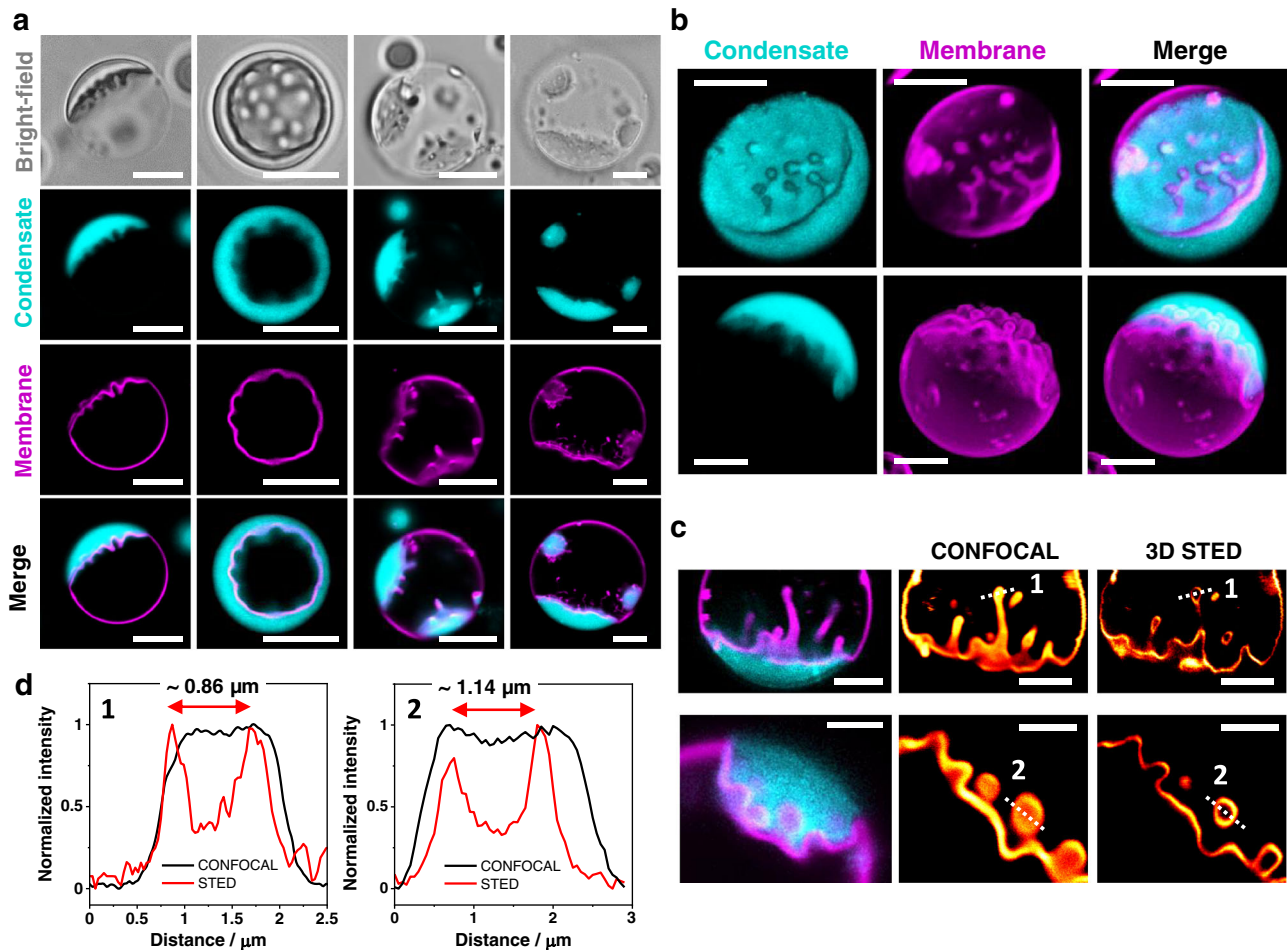 a
Bright-field
Condensate
Membrane
Merge
b
Condensate Membrane Merge
c
CONFOCAL 3D STED
1 1
2 2
d
~ 0.86 μm
1
Normalized intensity
1
0.5
0
CONFOCAL
STED
0 0.5 1 1.5 2 2.5
Distance / μm
~ 1.14 μm
2
Normalized intensity
1
0.5
0
CONFOCAL
STED
0 1 2 3
Distance / μm